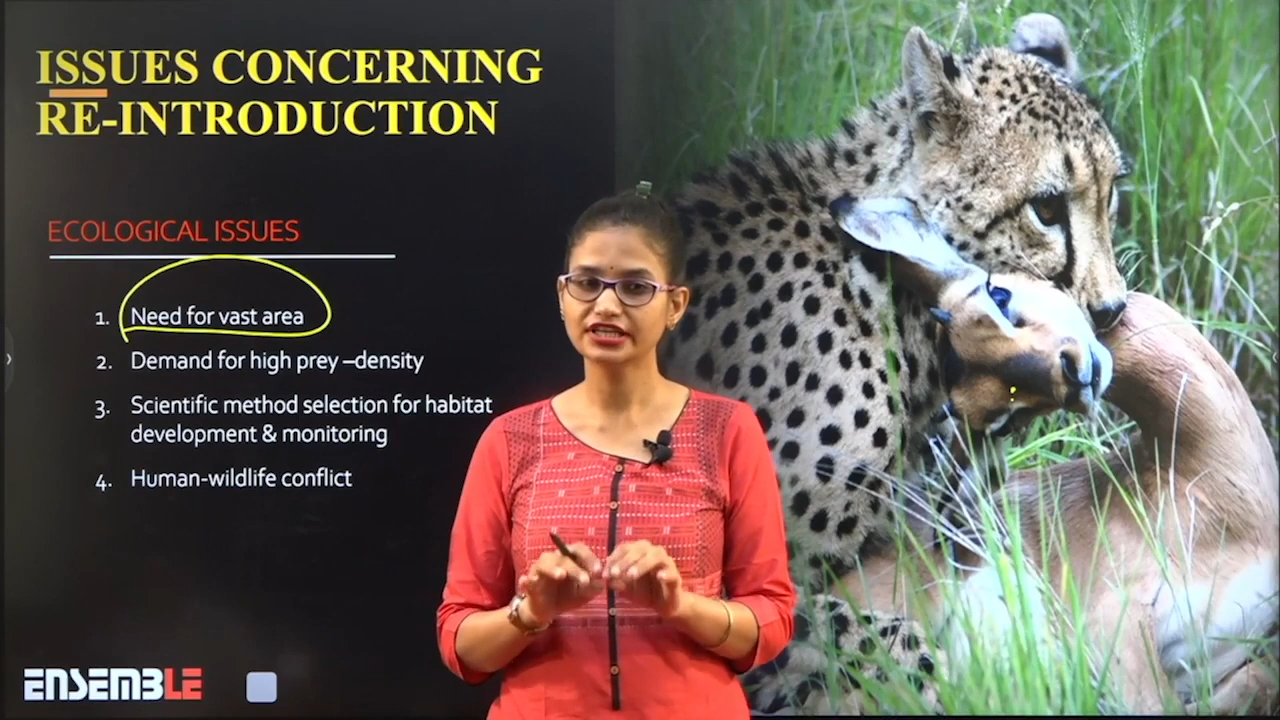 ISSUES CONCERNING
RE-INTRODUCTION
ECOLOGICAL ISSUES
1. Need for vast area
2. Demand for high prey –density
3. Scientific method selection for habitat
development & monitoring
4. Human-wildlife conflict
ENSEMBLE